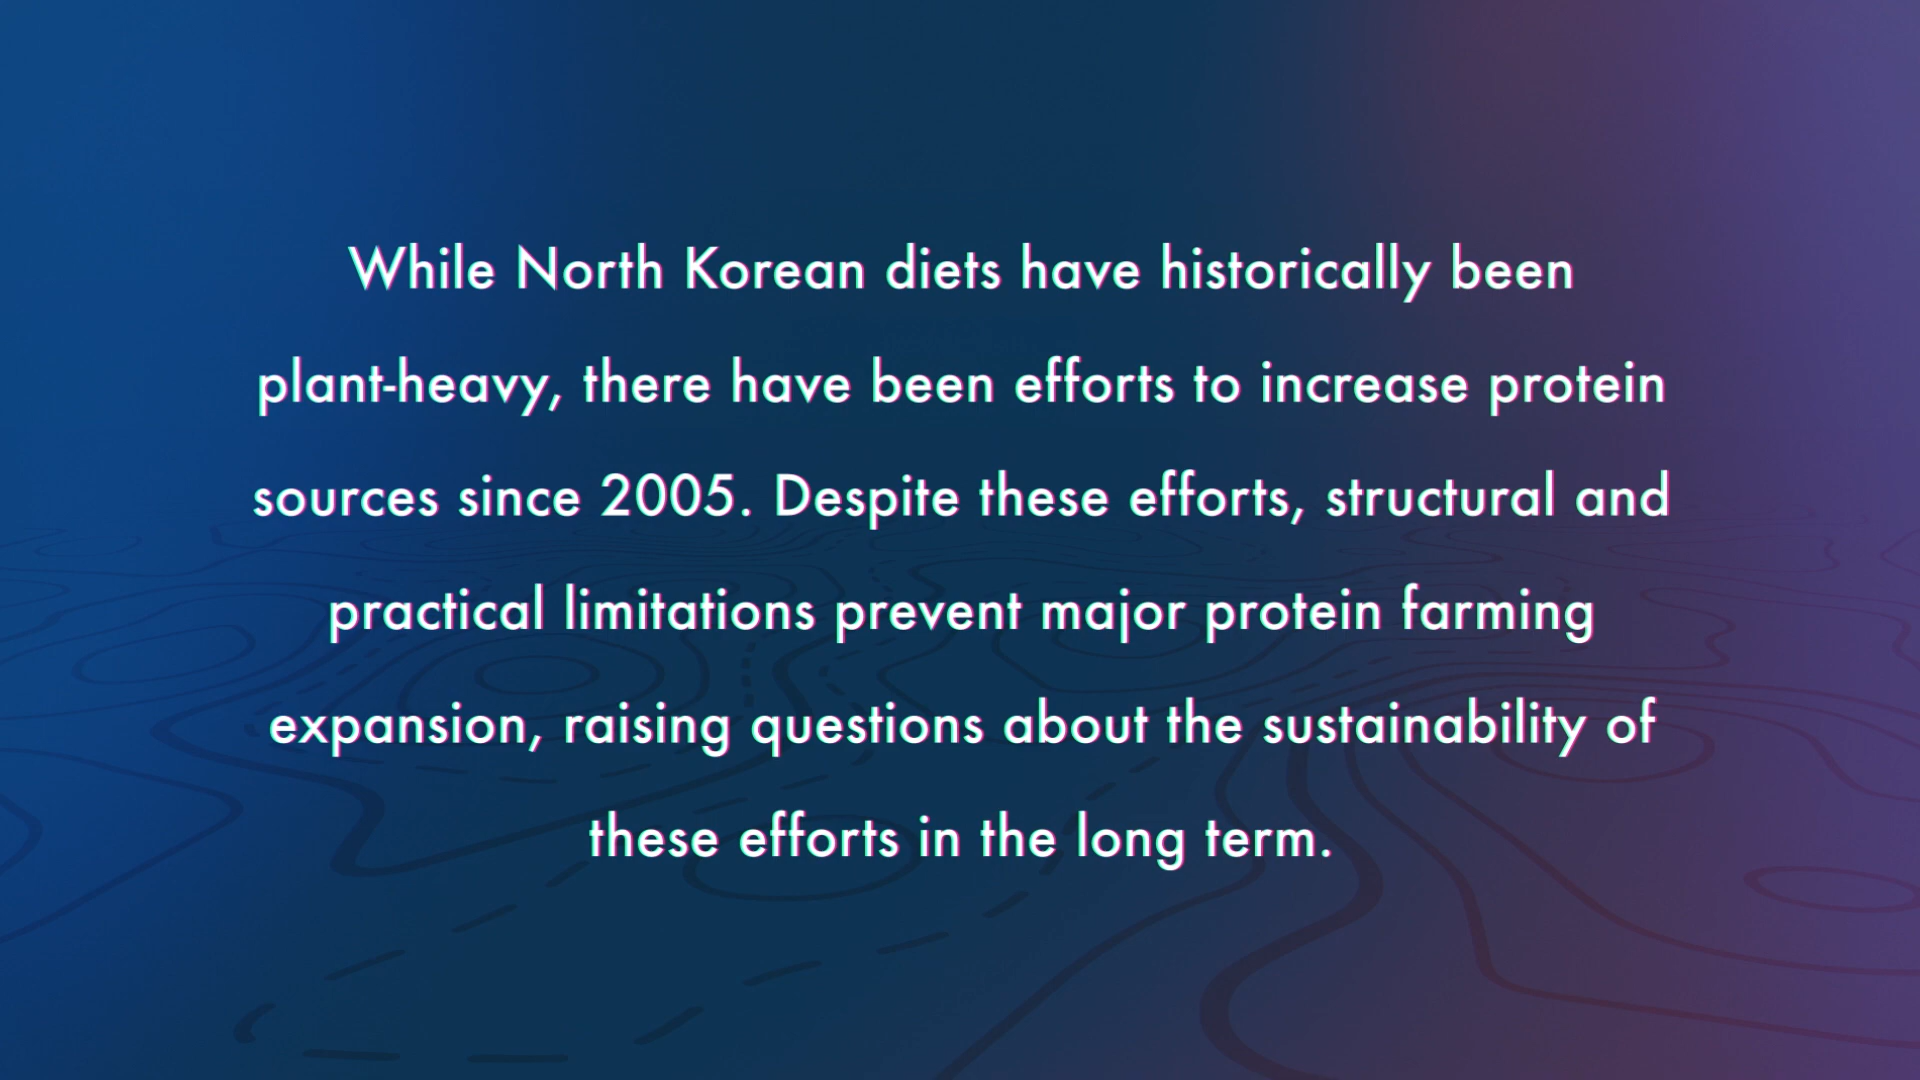 While North Korean diets have historically been
plant-heavy, there have been efforts to increase protein
sources since 2005. Despite these efforts, structural and
practical limitations prevent major protein farming
expansion, raising questions about the sustainability of
these efforts in the long term.